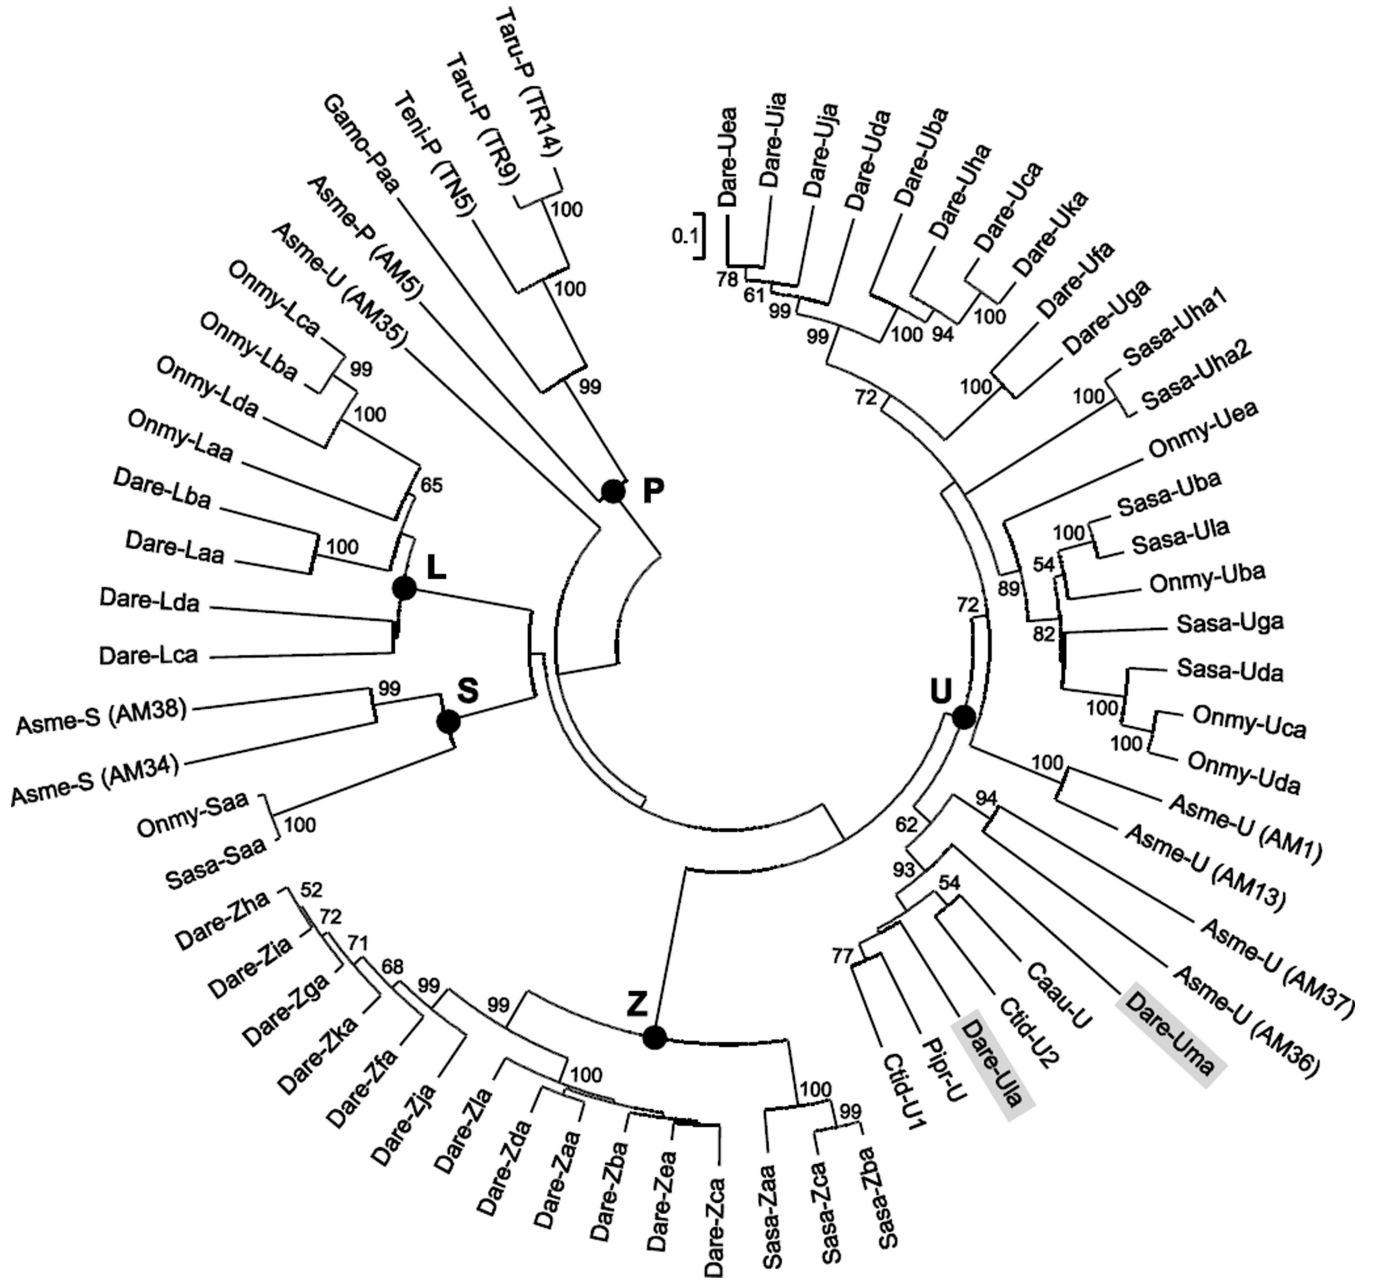 Taru-P (TR14)
Taru-P (TR9)
Teni-P (TN5)
Gamo-Paa
Asme-P (AM5)
Asme-U (AM35)
Onmy-Lca
Onmy-Lba
Onmy-Lda
Onmy-Laa
Dare-Lba
Dare-Laa
Dare-Lda
Dare-Lca
Asme-S (AM38)
Asme-S (AM34)
Onmy-Saa
Sasa-Saa
Dare-Zha
Dare-Zia
Dare-Zga
Dare-Zka
Dare-Zfa
Dare-Zja
Dare-Zla
Dare-Zda
Dare-Zaa
Dare-Zba
Dare-Zea
Dare-Zca
Sasa-Zaa
Sasa-Zca
Sasa-Zba
Ctid-U1
Pipr-U
Dare-Ula
Ctid-U2
Caau-U
Dare-Uma
Asme-U (AM36)
Asme-U (AM37)
Asme-U (AM13)
Asme-U (AM1)
Onmy-Uda
Onmy-Uca
Sasa-Uda
Sasa-Uga
Onmy-Uba
Sasa-Ula
Sasa-Uba
Onmy-Uea
Sasa-Uha2
Sasa-Uha1
Dare-Uga
Dare-Ufa
Dare-Uka
Dare-Uca
Dare-Uha
Dare-Uba
Dare-Uda
Dare-Uja
Dare-Uia
Dare-Uea
0.1
P
L
S
Z
U
100
100
99
99
100
65
100
99
100
52
72
71
68
99
99
100
100
99
77
54
93
62
94
100
72
100
100
82
54
100
89
100
72
100
99
100
94
100
99
61
78